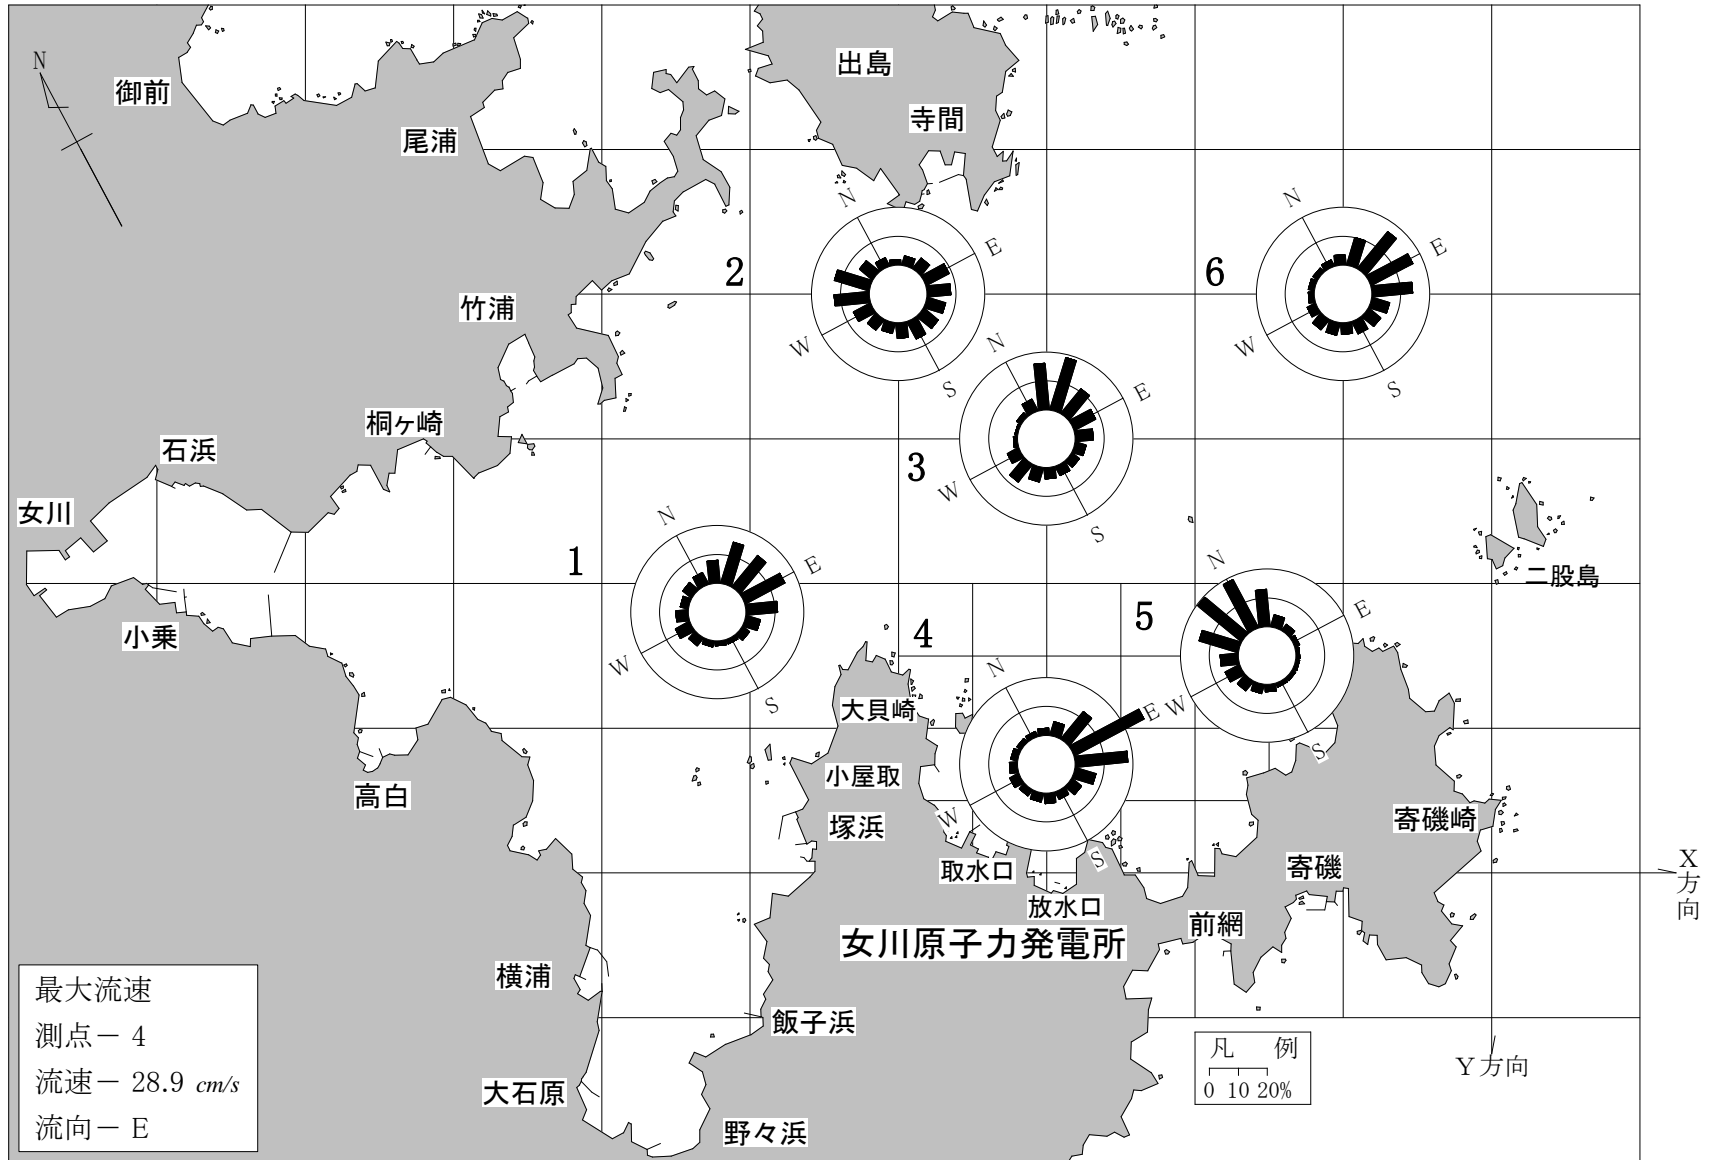 N
御前
尾浦
出島
寺間
竹浦
桐ヶ崎
石浜
女川
小乗
高白
横浦
大石原
野々浜
飯子浜
塚浜
小屋取
大貝崎
取水口
放水口
女川原子力発電所
前網
寄磯
寄磯崎
二股島
1
N
E
W
S
2
N
E
W
S
3
N
E
W
S
4
N
E
W
S
5
N
E
W
S
6
N
E
W
S
X方向
Y方向
最大流速
測点－ 4
流速－ 28.9 cm/s
流向－ E
凡 例
0 10 20%